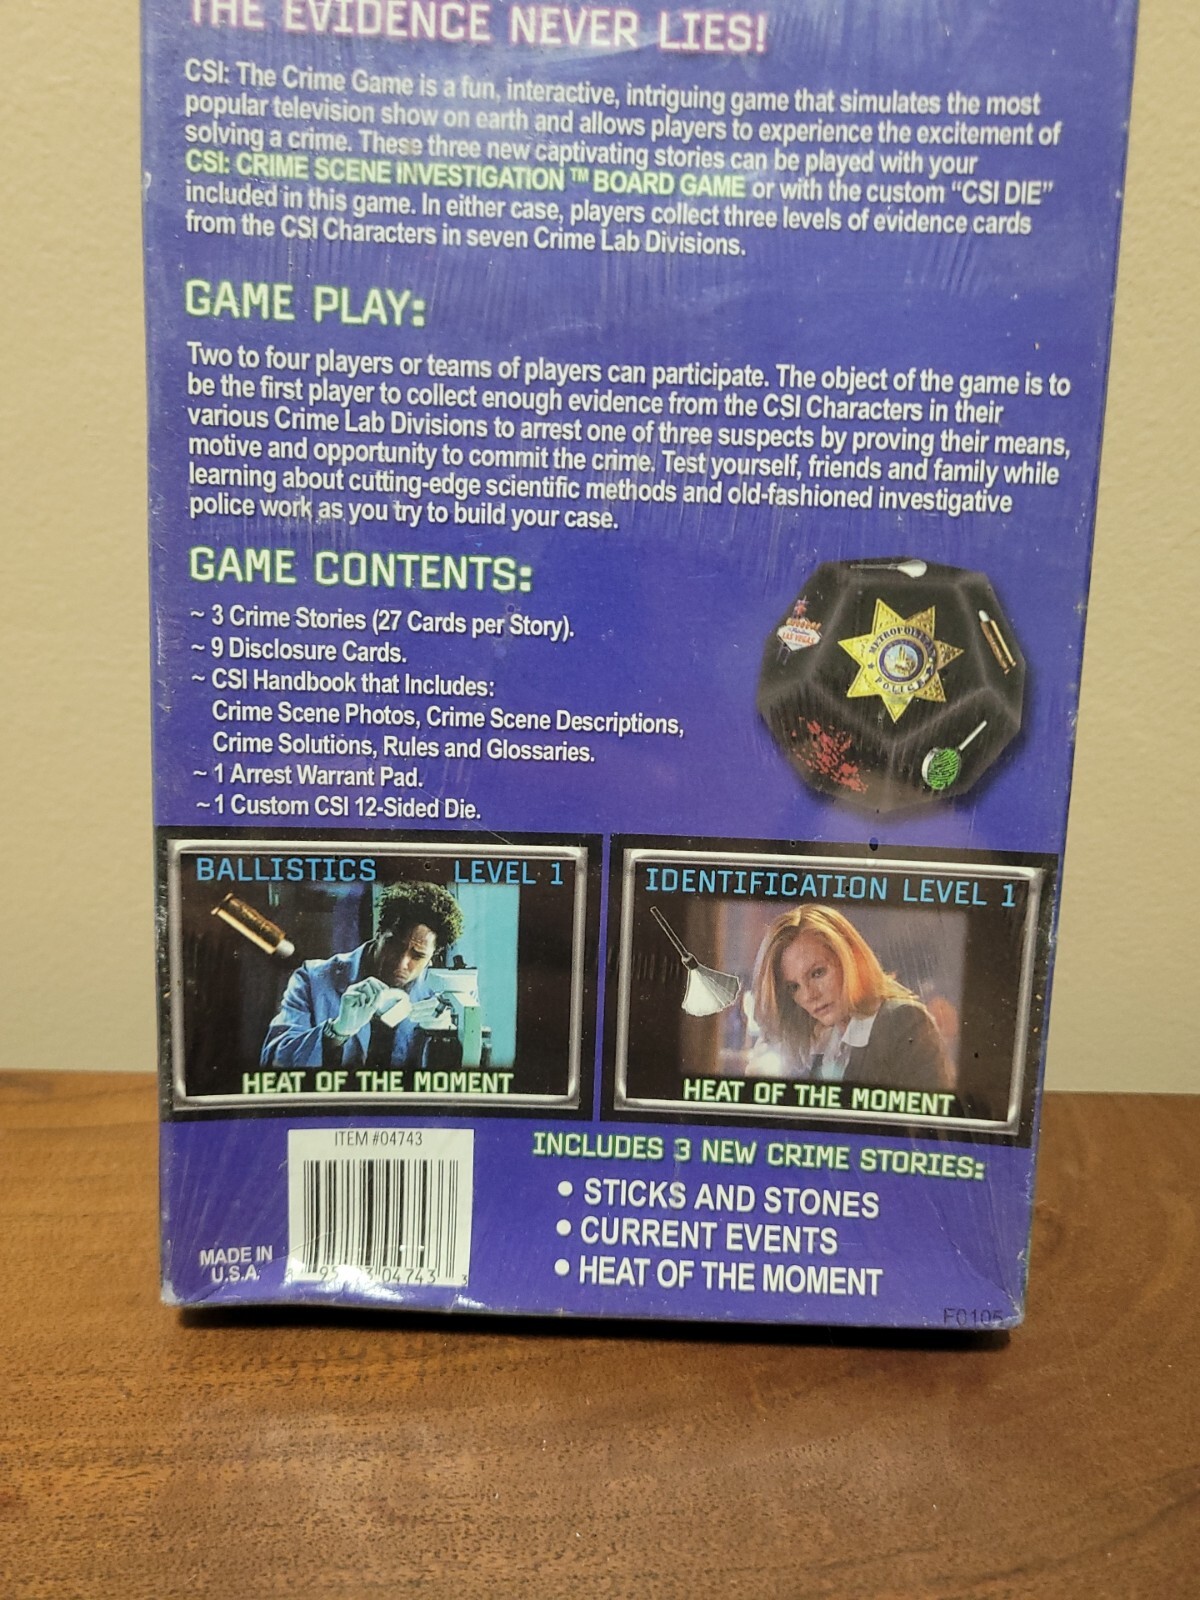 THE EVIDENCE NEVER LIES!
CSI: The Crime Game is a fun, interactive, intriguing game that simulates the most
popular television show on earth and allows players to experience the excitement of
solving a crime. These three new captivating stories can be played with your
CSI: CRIME SCENE INVESTIGATION™ BOARD GAME or with the custom “CSI DIE”
included in this game. In either case, players collect three levels of evidence cards
from the CSI Characters in seven Crime Lab Divisions.
GAME PLAY:
Two to four players or teams of players can participate. The object of the game is to
be the first player to collect enough evidence from the CSI Characters in their
various Crime Lab Divisions to arrest one of three suspects by proving their means,
motive and opportunity to commit the crime. Test yourself, friends and family while
learning about cutting-edge scientific methods and old-fashioned investigative
police work as you try to build your case.
GAME CONTENTS:
~ 3 Crime Stories (27 Cards per Story).
~ 9 Disclosure Cards.
~ CSI Handbook that Includes:
Crime Scene Photos, Crime Scene Descriptions,
Crime Solutions, Rules and Glossaries.
~ 1 Arrest Warrant Pad.
~ 1 Custom CSI 12-Sided Die.
LAS VEGAS
METROPOLITAN
POLICE
BALLISTICS LEVEL 1
HEAT OF THE MOMENT
IDENTIFICATION LEVEL 1
HEAT OF THE MOMENT
ITEM #04743
04743 3
MADE IN
U.S.A.
INCLUDES 3 NEW CRIME STORIES:
• STICKS AND STONES
• CURRENT EVENTS
• HEAT OF THE MOMENT
F0105